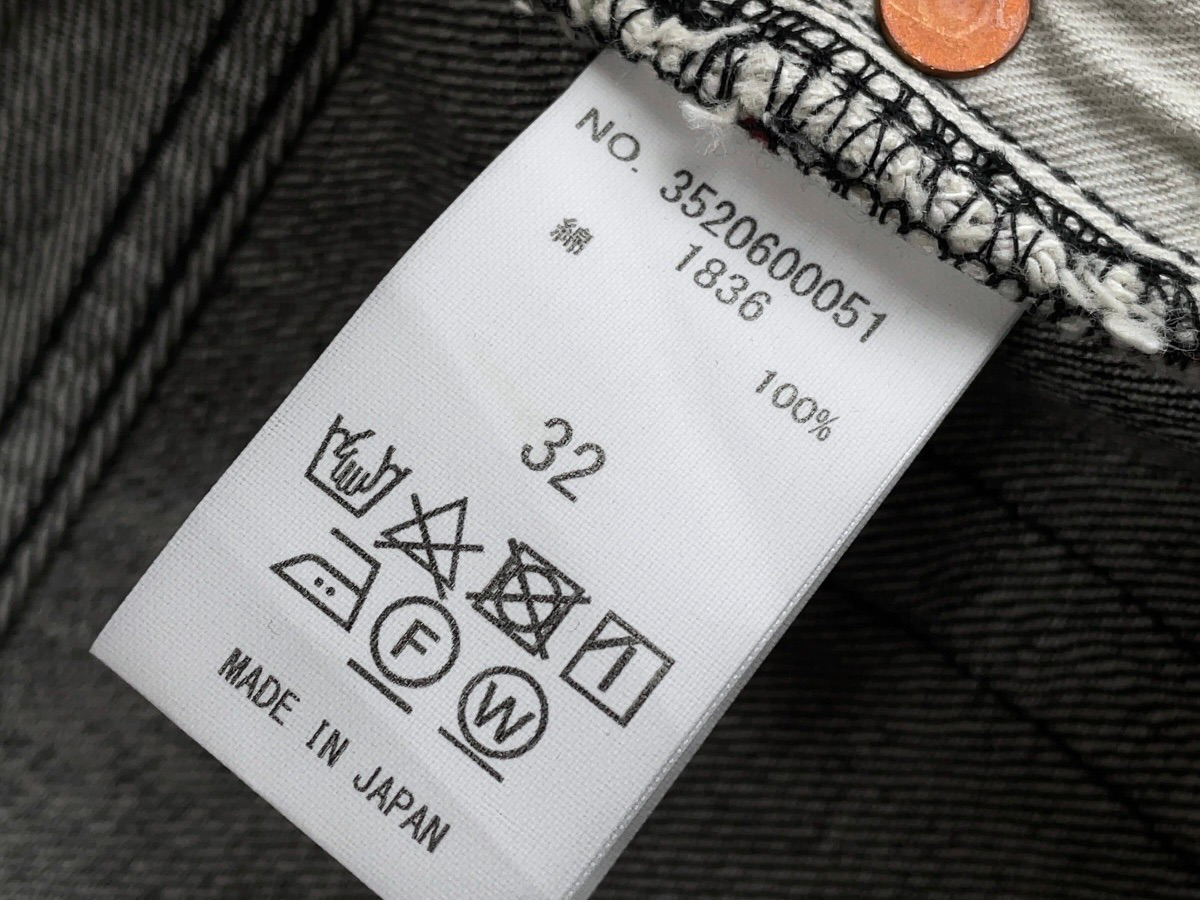 NO. 3520600051
1836
綿 100%
32
F
W
MADE IN JAPAN